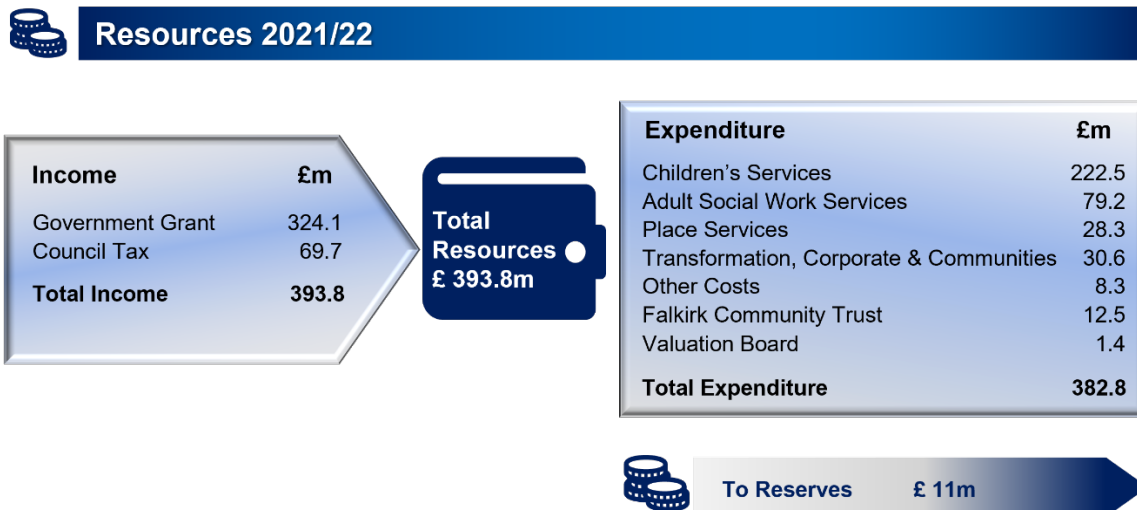 Resources 2021/22
Income £m
Government Grant 324.1
Council Tax 69.7
Total Income 393.8
Total
Resources
£ 393.8m
Expenditure £m
Children’s Services 222.5
Adult Social Work Services 79.2
Place Services 28.3
Transformation, Corporate & Communities 30.6
Other Costs 8.3
Falkirk Community Trust 12.5
Valuation Board 1.4
Total Expenditure 382.8
To Reserves £ 11m